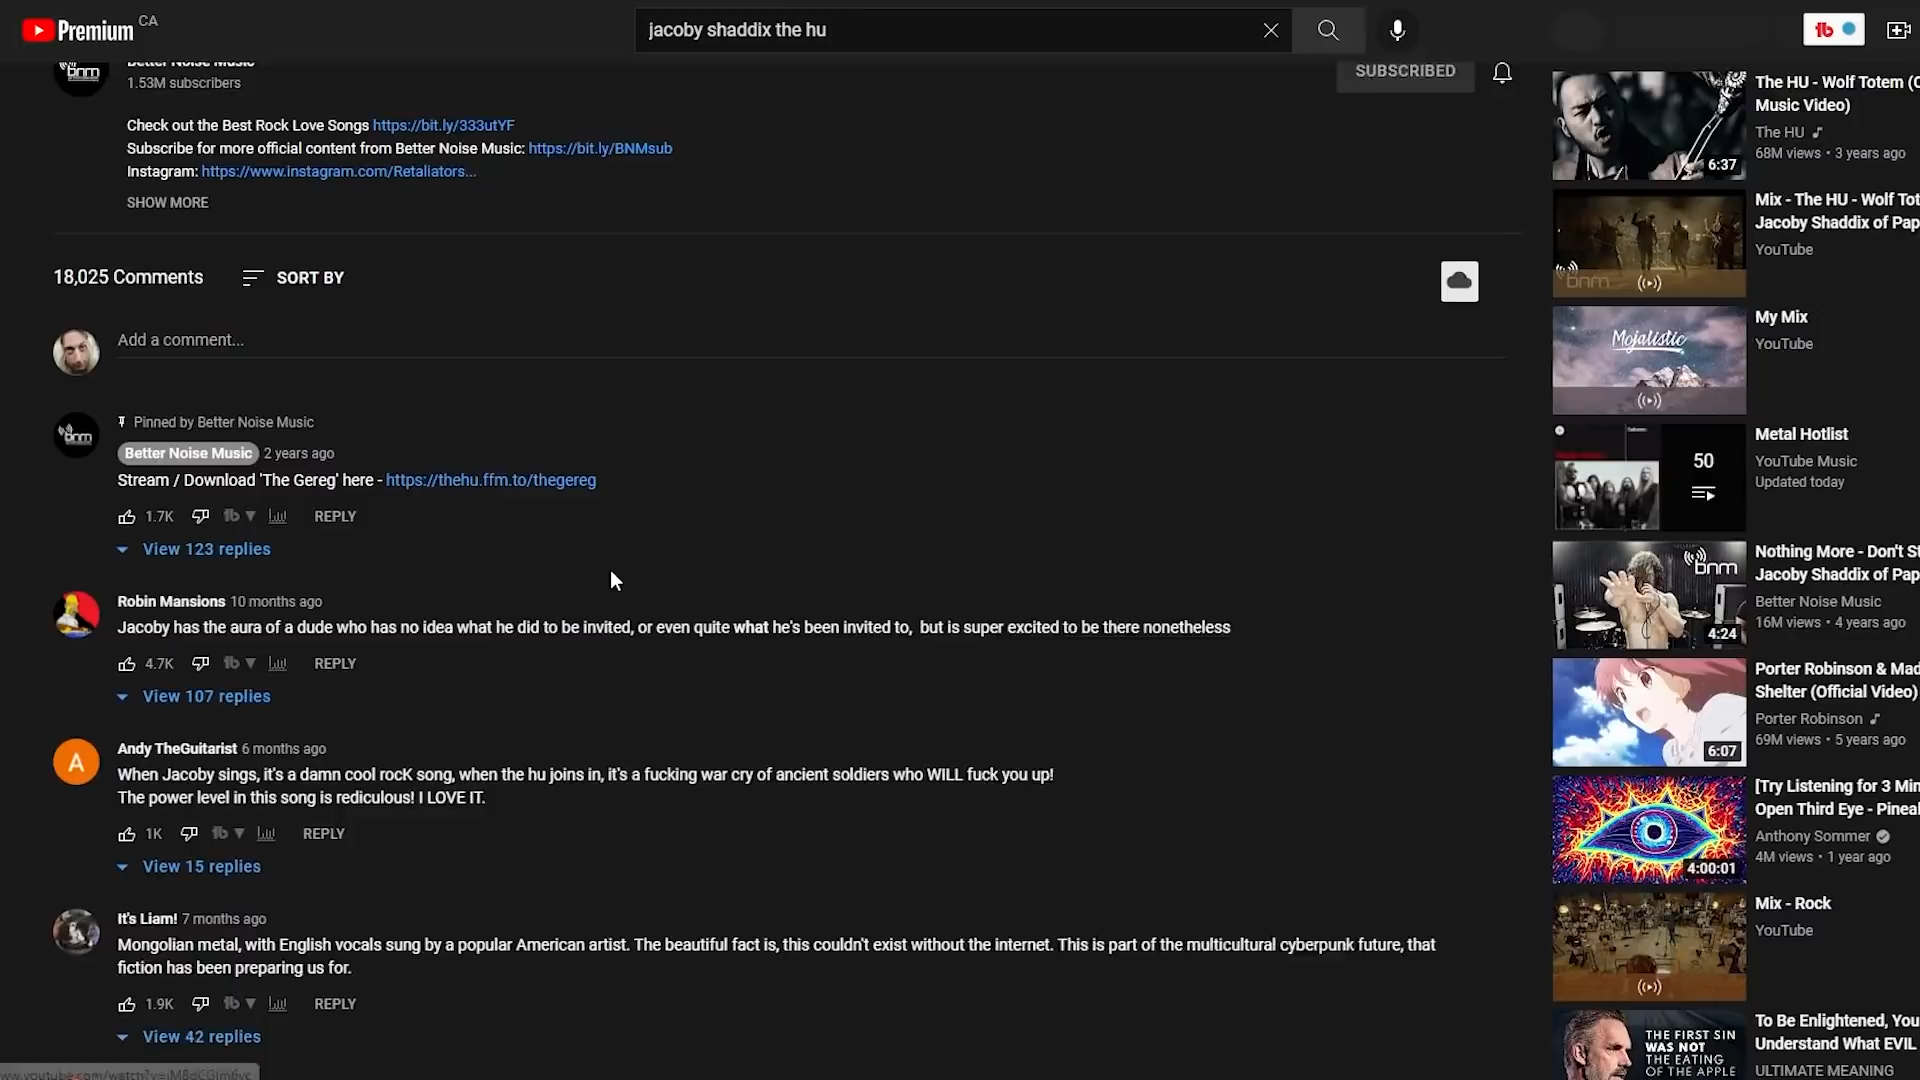 Premium CA
jacoby shaddix the hu
Better Noise Music
1.53M subscribers
SUBSCRIBED
Check out the Best Rock Love Songs https://bit.ly/333utYF
Subscribe for more official content from Better Noise Music: https://bit.ly/BNMsub
Instagram: https://www.instagram.com/Retaliators...
SHOW MORE
18,025 Comments
SORT BY
Add a comment...
Pinned by Better Noise Music
bnm
Better Noise Music 2 years ago
Stream / Download 'The Gereg' here - https://thehu.ffm.to/thegereg
1.7K REPLY
View 123 replies
Robin Mansions 10 months ago
Jacoby has the aura of a dude who has no idea what he did to be invited, or even quite what he's been invited to, but is super excited to be there nonetheless
4.7K REPLY
View 107 replies
A
Andy TheGuitarist 6 months ago
When Jacoby sings, it's a damn cool rocK song, when the hu joins in, it's a fucking war cry of ancient soldiers who WILL fuck you up!
The power level in this song is rediculous! I LOVE IT.
1K REPLY
View 15 replies
It's Liam! 7 months ago
Mongolian metal, with English vocals sung by a popular American artist. The beautiful fact is, this couldn't exist without the internet. This is part of the multicultural cyberpunk future, that
fiction has been preparing us for.
1.9K REPLY
View 42 replies
The HU - Wolf Totem (O
Music Video)
The HU
68M views • 3 years ago
6:37
Mix - The HU - Wolf Tot
Jacoby Shaddix of Pap
YouTube
bnm
My Mix
YouTube
Mojalistic
Metal Hotlist
YouTube Music
Updated today
50
Nothing More - Don't St
Jacoby Shaddix of Pap
Better Noise Music
16M views • 4 years ago
bnm
4:24
Porter Robinson & Mad
Shelter (Official Video)
Porter Robinson
69M views • 5 years ago
6:07
[Try Listening for 3 Min
Open Third Eye - Pineal
Anthony Sommer
4M views • 1 year ago
4:00:01
Mix - Rock
YouTube
To Be Enlightened, You
Understand What EVIL
ULTIMATE MEANING
THE FIRST SIN
WAS NOT
THE EATING
OF THE APPLE